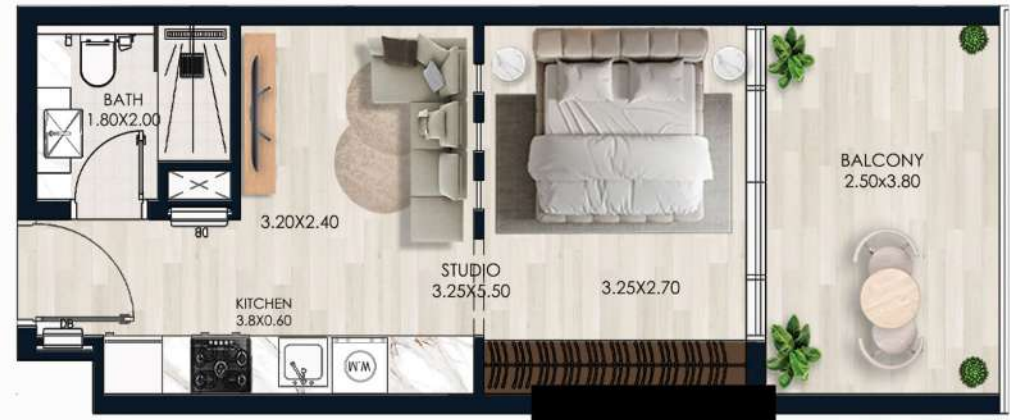 BATH
1.80X2.00
BALCONY
2.50x3.80
3.20X2.40
80
STUDIO
3.25X5.50
3.25X2.70
KITCHEN
3.8X0.60
DB
W.M